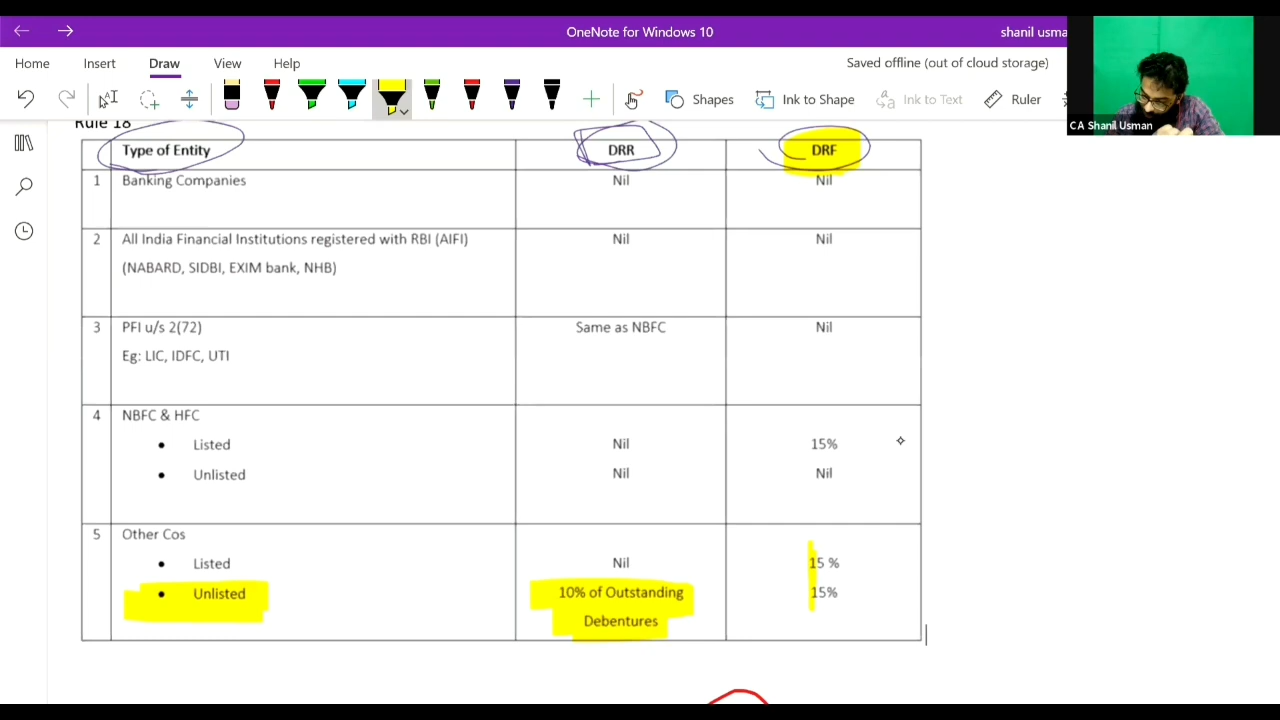 OneNote for Windows 10
shanil usma
Home Insert Draw View Help
Saved offline (out of cloud storage)
Shapes Ink to Shape Ink to Text Ruler
CA Shanil Usman
Rule 18
Type of Entity DRR DRF
1 Banking Companies Nil Nil
2 All India Financial Institutions registered with RBI (AIFI) Nil Nil
(NABARD, SIDBI, EXIM bank, NHB)
3 PFI u/s 2(72) Same as NBFC Nil
Eg: LIC, IDFC, UTI
4 NBFC & HFC
• Listed Nil 15%
• Unlisted Nil Nil
5 Other Cos
• Listed Nil 15 %
• Unlisted 10% of Outstanding 15%
Debentures